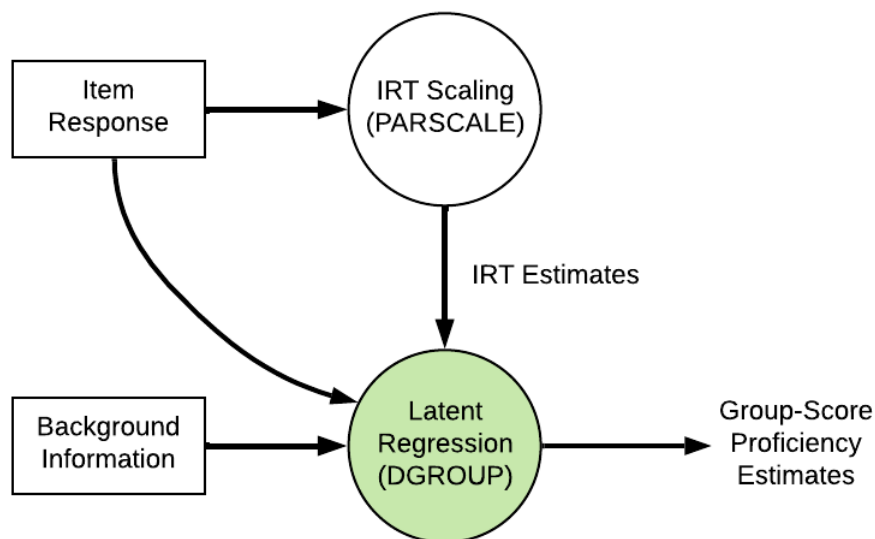 Item
Response
IRT Scaling
(PARSCALE)
IRT Estimates
Background
Information
Latent
Regression
(DGROUP)
Group-Score
Proficiency
Estimates